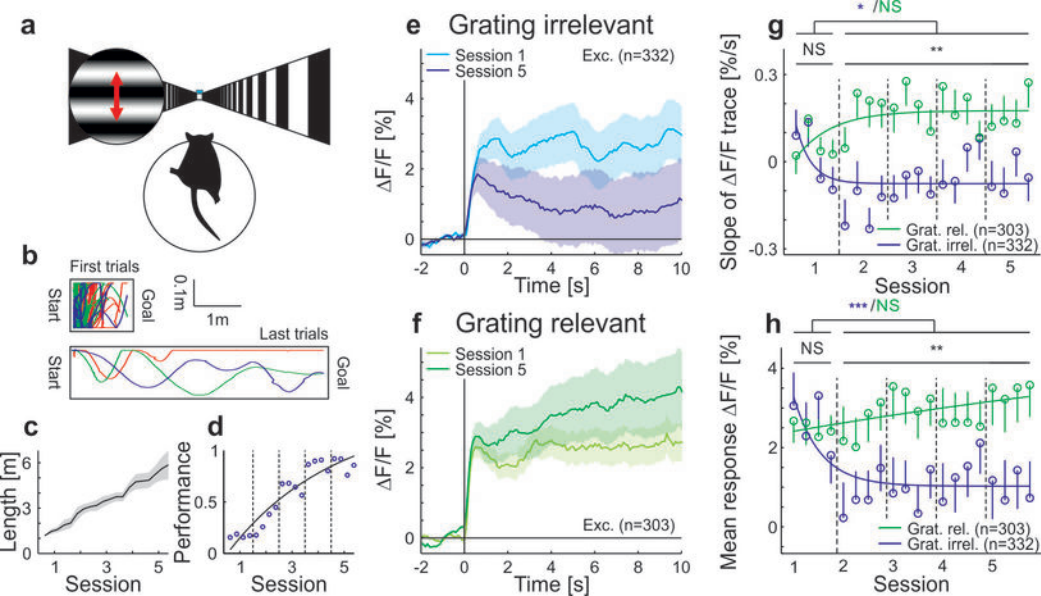 a
b
First trials
Start
Goal
0.1m
1m
Last trials
Start
Goal
c
Length [m]
6
3
0
1
3
5
Session
d
Performance
1
0.5
0
1
3
5
Session
e Grating irrelevant
Session 1
Session 5
Exc. (n=332)
ΔF/F [%]
4
2
0
-2 0 2 4 6 8 10
Time [s]
f Grating relevant
Session 1
Session 5
ΔF/F [%]
4
2
0
Exc. (n=303)
-2 0 2 4 6 8 10
Time [s]
g
* /NS
NS
**
Slope of ΔF/F trace [%/s]
0.3
0
-0.3
Grat. rel. (n=303)
Grat. irrel. (n=332)
1 2 3 4 5
Session
h
***/NS
NS
**
Mean response ΔF/F [%]
4
2
0
Grat. rel. (n=303)
Grat. irrel. (n=332)
1 2 3 4 5
Session